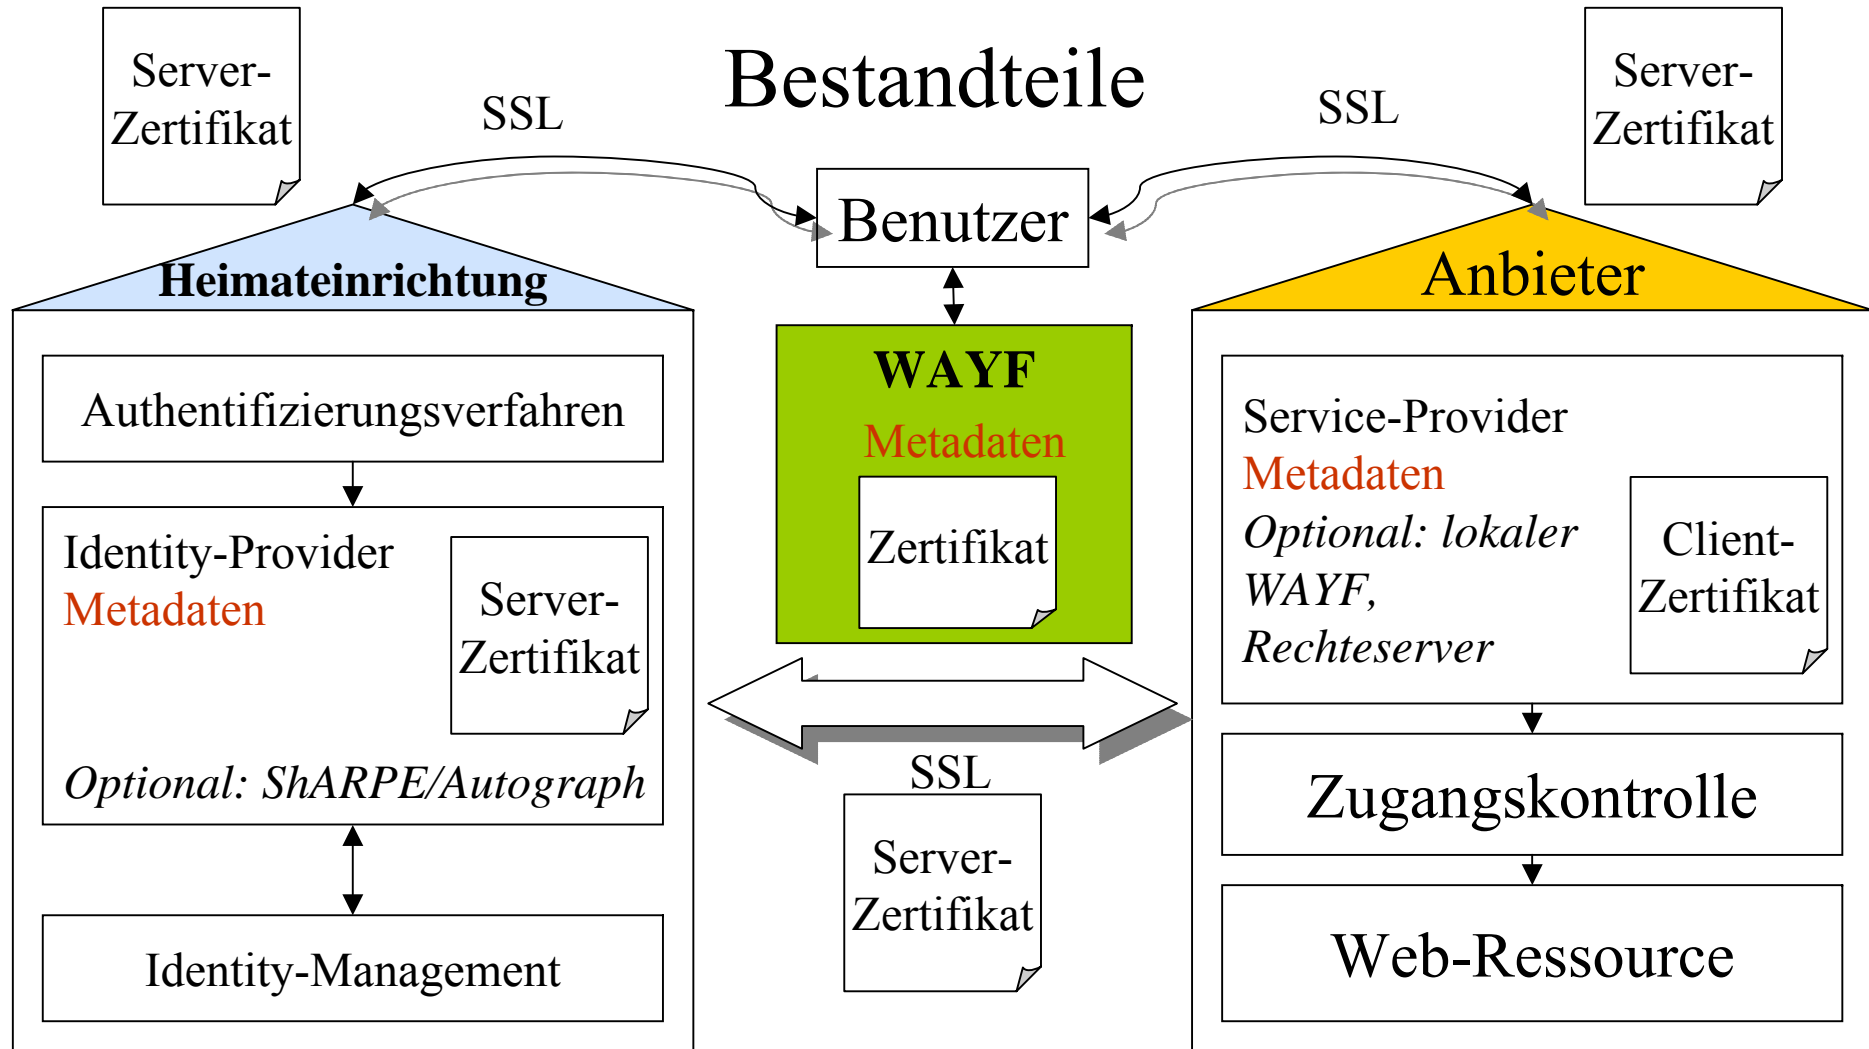 Bestandteile
Server-
Zertifikat
SSL
SSL
Server-
Zertifikat
Benutzer
Heimateinrichtung
Authentifizierungsverfahren
Identity-Provider
Metadaten
Server-
Zertifikat
Optional: ShARPE/Autograph
Identity-Management
WAYF
Metadaten
Zertifikat
SSL
Server-
Zertifikat
Anbieter
Service-Provider
Metadaten
Optional: lokaler
WAYF,
Rechteserver
Client-
Zertifikat
Zugangskontrolle
Web-Ressource